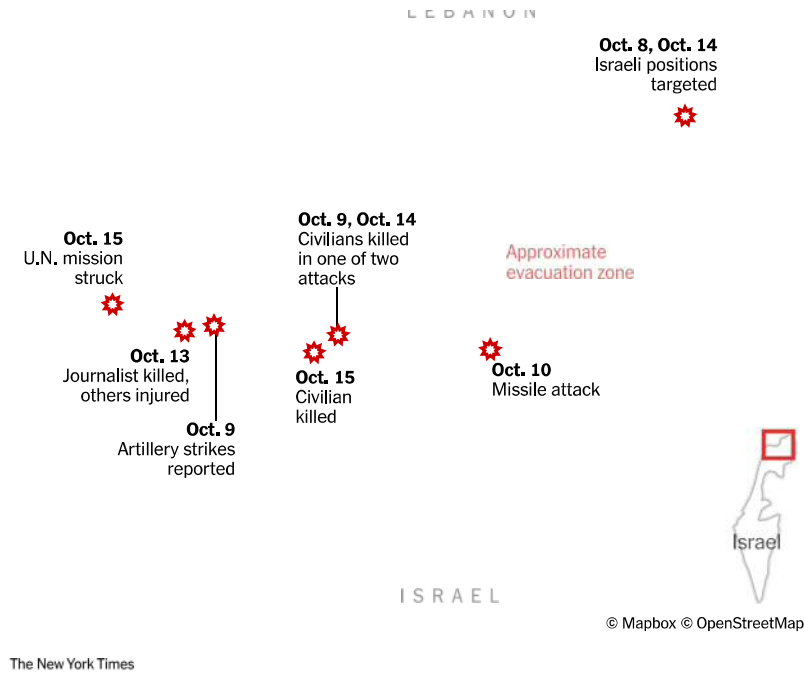 LEBANON
Oct. 8, Oct. 14
Israeli positions
targeted
Oct. 9, Oct. 14
Civilians killed
in one of two
attacks
Oct. 15
U.N. mission
struck
Approximate
evacuation zone
Oct. 13
Journalist killed,
others injured
Oct. 15
Civilian
killed
Oct. 10
Missile attack
Oct. 9
Artillery strikes
reported
Israel
ISRAEL
© Mapbox © OpenStreetMap
The New York Times